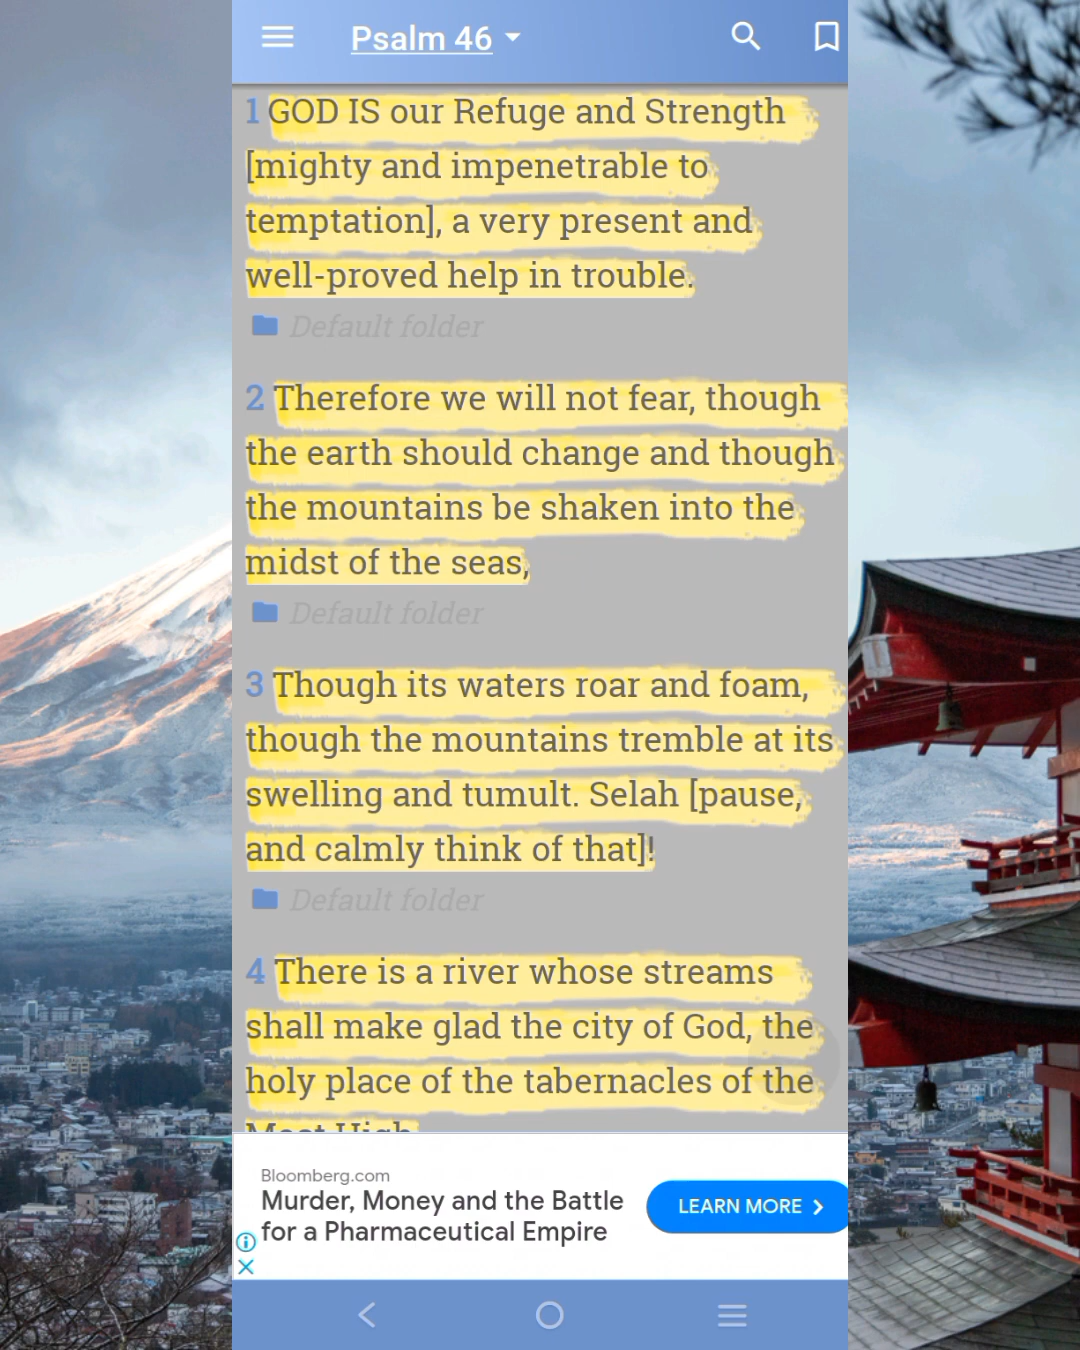 Psalm 46
1 GOD IS our Refuge and Strength
[mighty and impenetrable to
temptation], a very present and
well-proved help in trouble.
Default folder
2 Therefore we will not fear, though
the earth should change and though
the mountains be shaken into the
midst of the seas,
Default folder
3 Though its waters roar and foam,
though the mountains tremble at its
swelling and tumult. Selah [pause,
and calmly think of that]!
Default folder
4 There is a river whose streams
shall make glad the city of God, the
holy place of the tabernacles of the
Most High.
Bloomberg.com
Murder, Money and the Battle
for a Pharmaceutical Empire
LEARN MORE